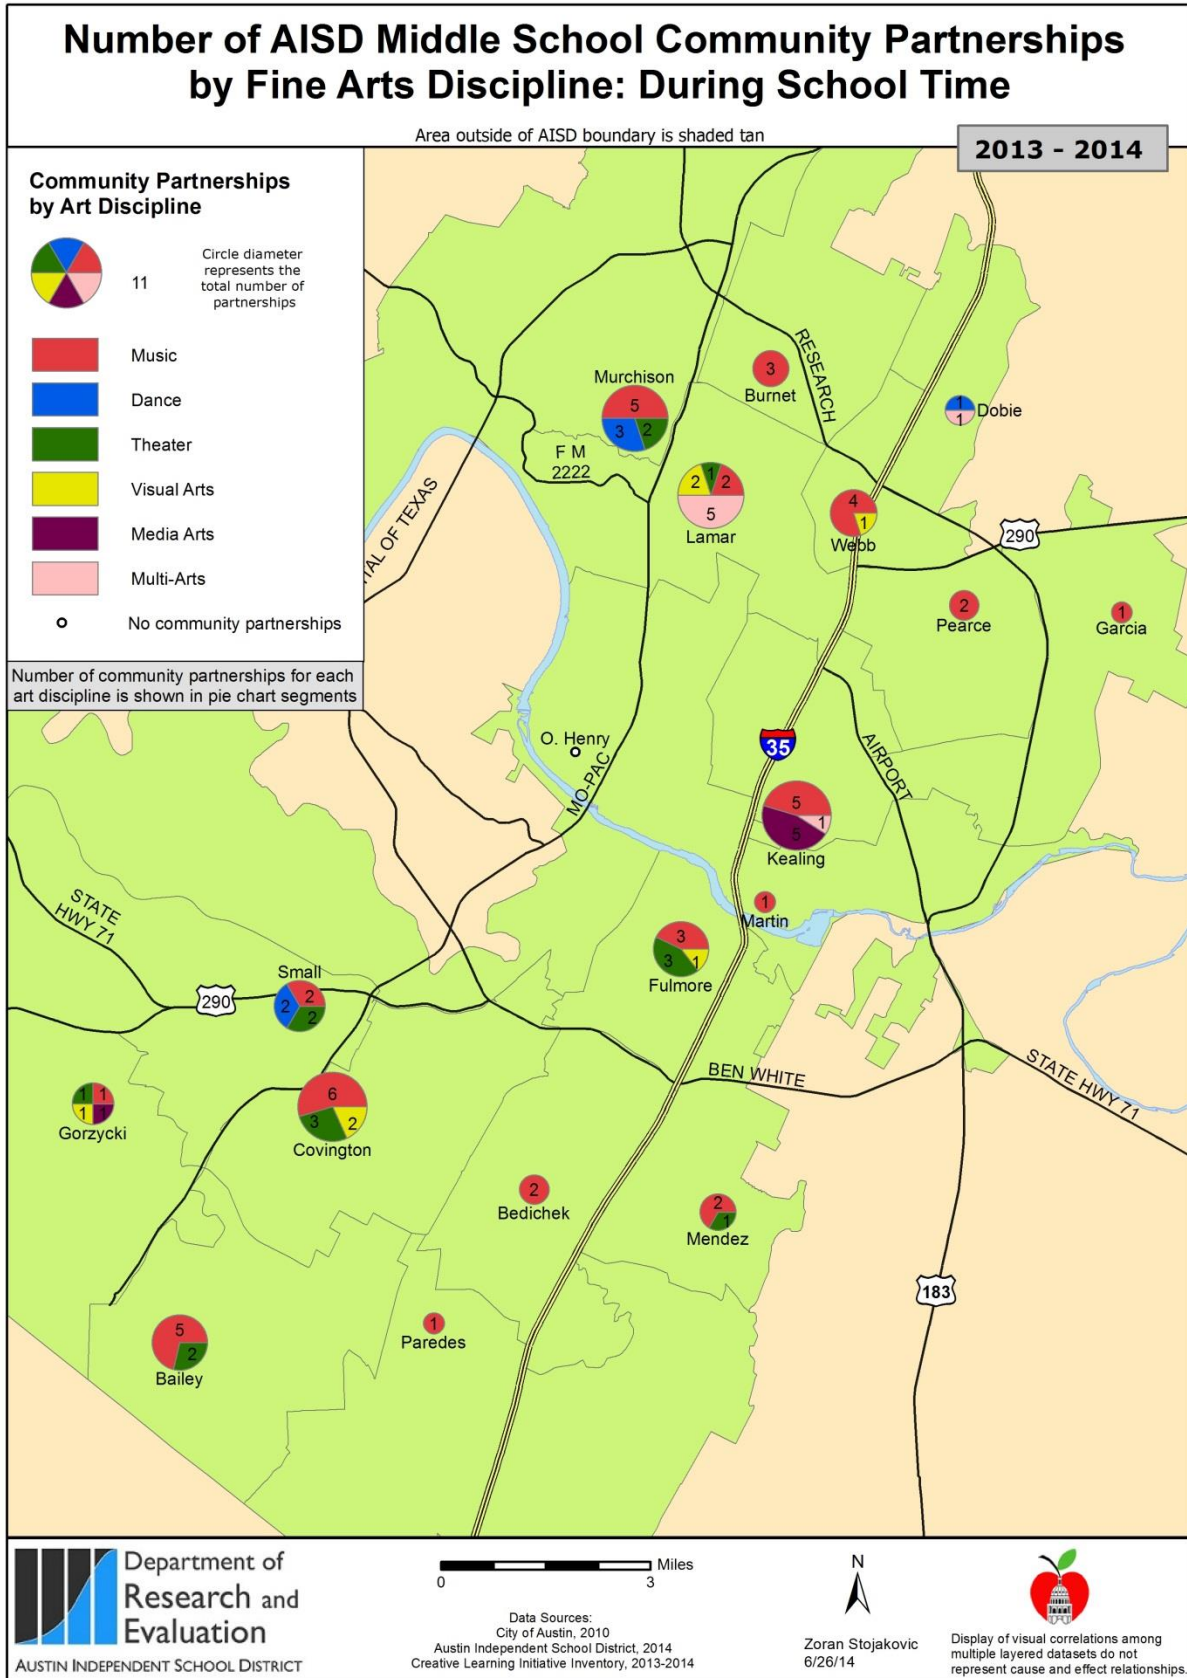 Number of AISD Middle School Community Partnerships
by Fine Arts Discipline: During School Time
Area outside of AISD boundary is shaded tan
2013 - 2014
Community Partnerships
by Art Discipline
11
Circle diameter
represents the
total number of
partnerships
Music
Dance
Theater
Visual Arts
Media Arts
Multi-Arts
No community partnerships
Number of community partnerships for each
art discipline is shown in pie chart segments
RESEARCH
Murchison
5
3
2
3
Burnet
1
1
Dobie
F M
2222
1
2
2
5
Lamar
4
1
Webb
290
ITAL OF TEXAS
2
Pearce
1
Garcia
O. Henry
MO-PAC
35
AIRPORT
5
1
5
Kealing
1
Martin
STATE
HWY 71
3
3
1
Fulmore
Small
2
2
2
290
BEN WHITE
STATE HWY 71
1
1
1
1
Gorzycki
6
3
2
Covington
2
Bedichek
2
1
Mendez
183
5
2
Bailey
1
Paredes
Department of
Research and
Evaluation
AUSTIN INDEPENDENT SCHOOL DISTRICT
Miles
0
3
Data Sources:
City of Austin, 2010
Austin Independent School District, 2014
Creative Learning Initiative Inventory, 2013-2014
N
Zoran Stojakovic
6/26/14
Display of visual correlations among
multiple layered datasets do not
represent cause and effect relationships